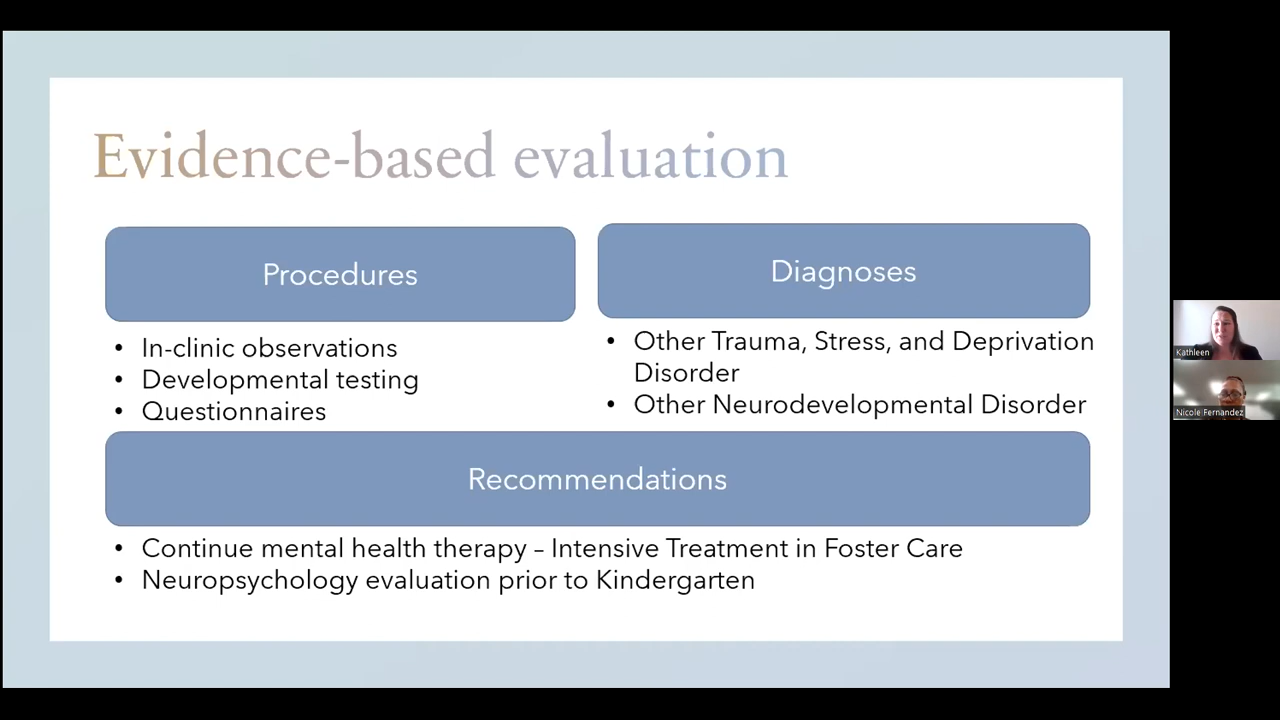 Evidence-based evaluation
Procedures
• In-clinic observations
• Developmental testing
• Questionnaires
Diagnoses
• Other Trauma, Stress, and Deprivation
Disorder
• Other Neurodevelopmental Disorder
Recommendations
• Continue mental health therapy – Intensive Treatment in Foster Care
• Neuropsychology evaluation prior to Kindergarten
Kathleen
Nicole Fernandez